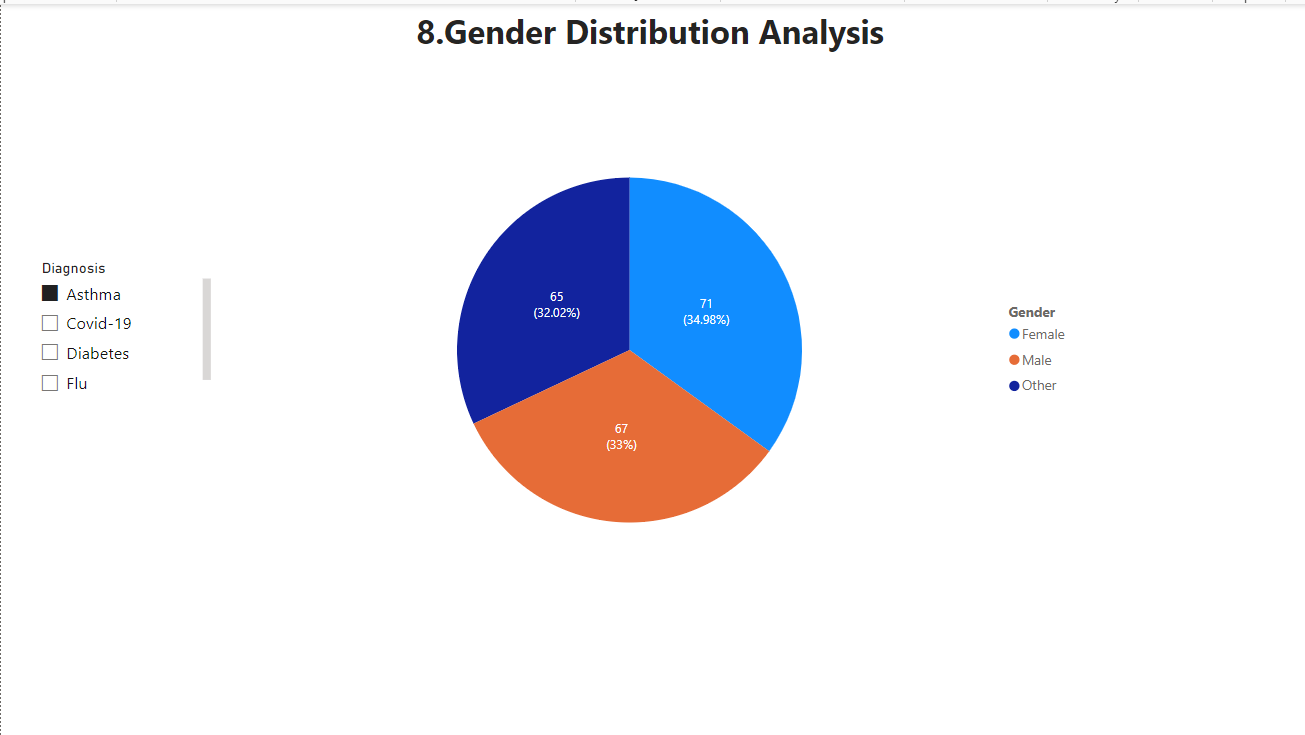 8.Gender Distribution Analysis
Diagnosis
Asthma
Covid-19
Diabetes
Flu
65
(32.02%)
71
(34.98%)
67
(33%)
Gender
Female
Male
Other